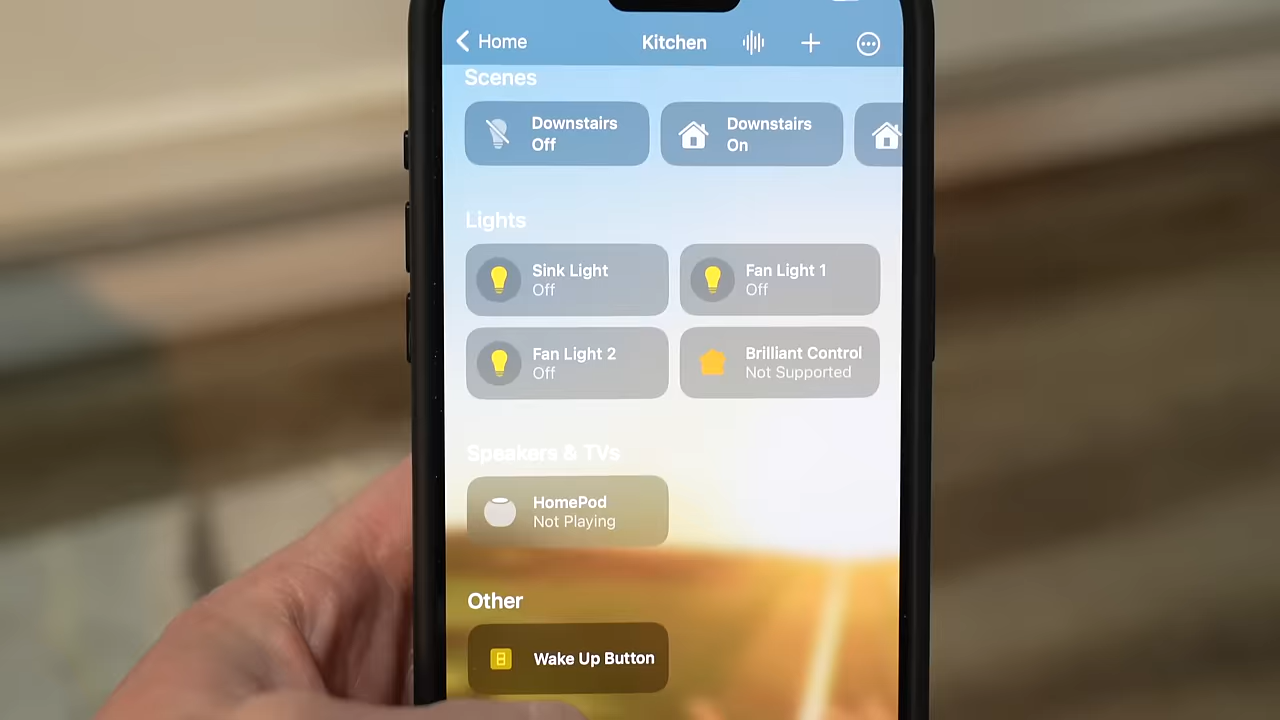 Home
Kitchen
Scenes
Downstairs
Off
Downstairs
On
Lights
Sink Light
Off
Fan Light 1
Off
Fan Light 2
Off
Brilliant Control
Not Supported
Speakers & TVs
HomePod
Not Playing
Other
Wake Up Button